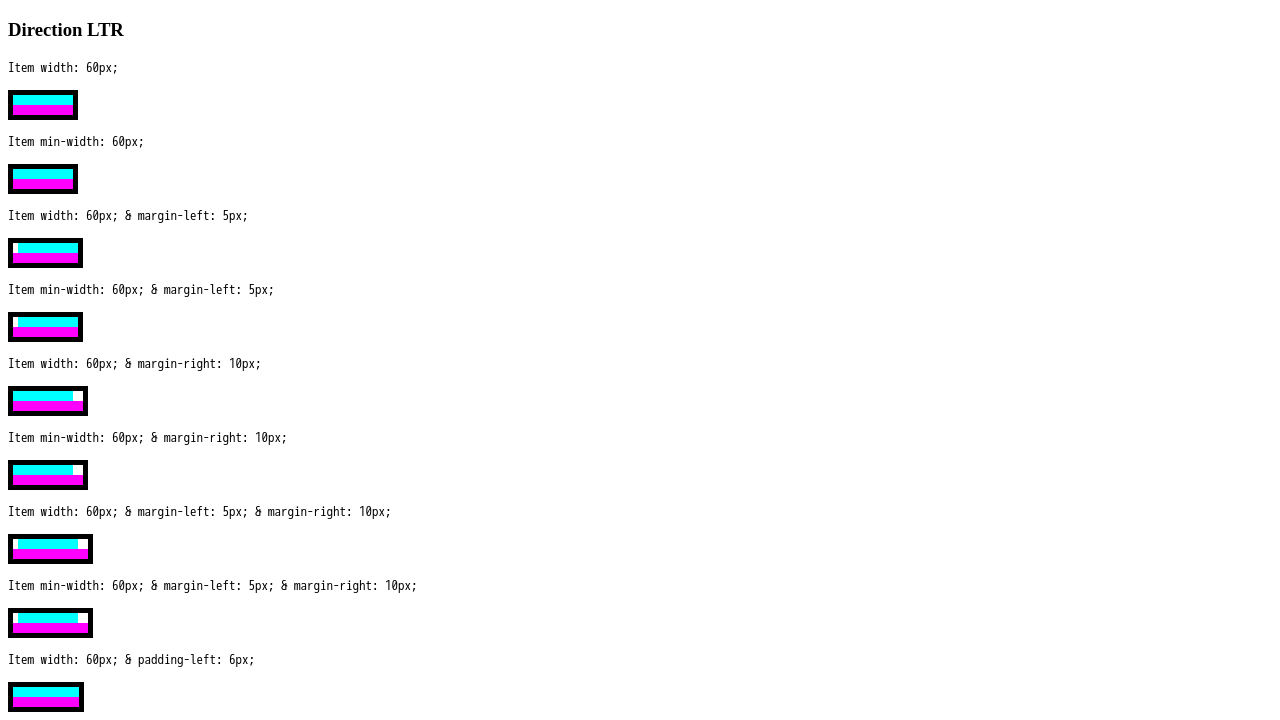 Direction LTR
Item width: 60px;
Item min-width: 60px;
Item width: 60px; & margin-left: 5px;
Item min-width: 60px; & margin-left: 5px;
Item width: 60px; & margin-right: 10px;
Item min-width: 60px; & margin-right: 10px;
Item width: 60px; & margin-left: 5px; & margin-right: 10px;
Item min-width: 60px; & margin-left: 5px; & margin-right: 10px;
Item width: 60px; & padding-left: 6px;